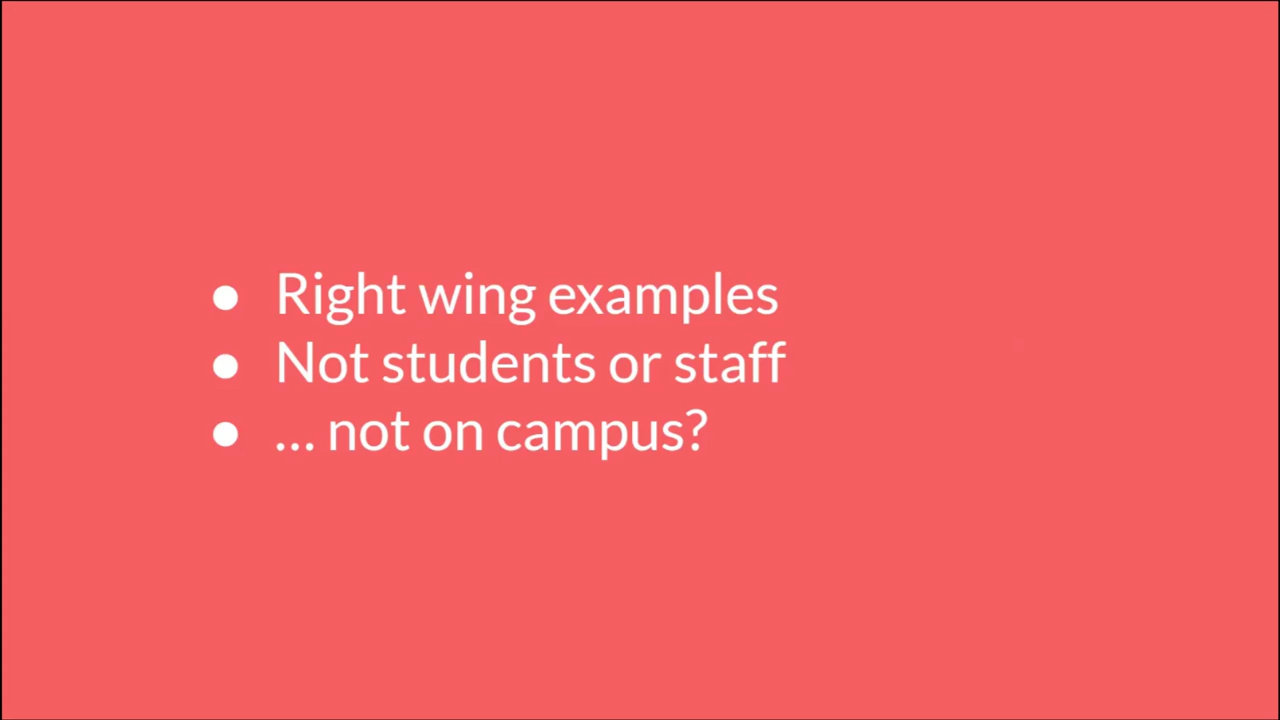 ● Right wing examples
● Not students or staff
● ... not on campus?